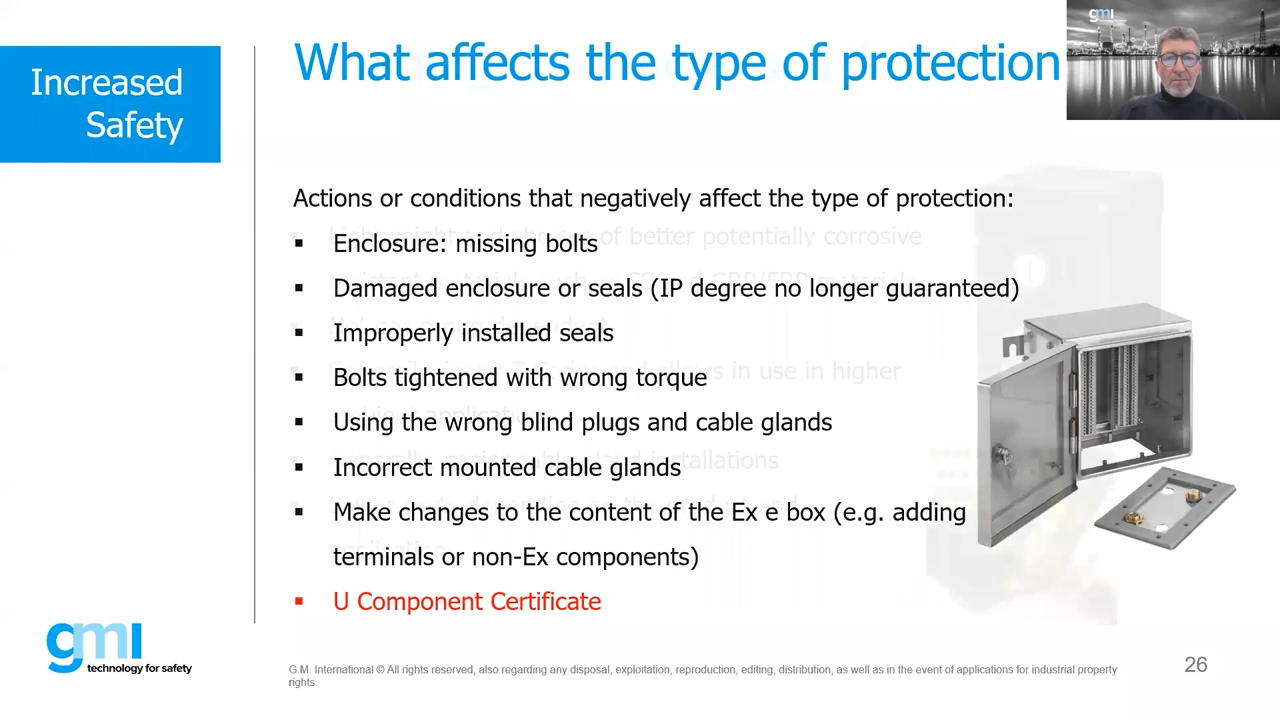 Increased
Safety
What affects the type of protection
gmi
Actions or conditions that negatively affect the type of protection:
▪ Enclosure: missing bolts
▪ Damaged enclosure or seals (IP degree no longer guaranteed)
▪ Improperly installed seals
▪ Bolts tightened with wrong torque
▪ Using the wrong blind plugs and cable glands
▪ Incorrect mounted cable glands
▪ Make changes to the content of the Ex e box (e.g. adding
terminals or non-Ex components)
▪ U Component Certificate
gmi
technology for safety
G.M. International © All rights reserved, also regarding any disposal, exploitation, reproduction, editing, distribution, as well as in the event of applications for industrial property
rights.
26